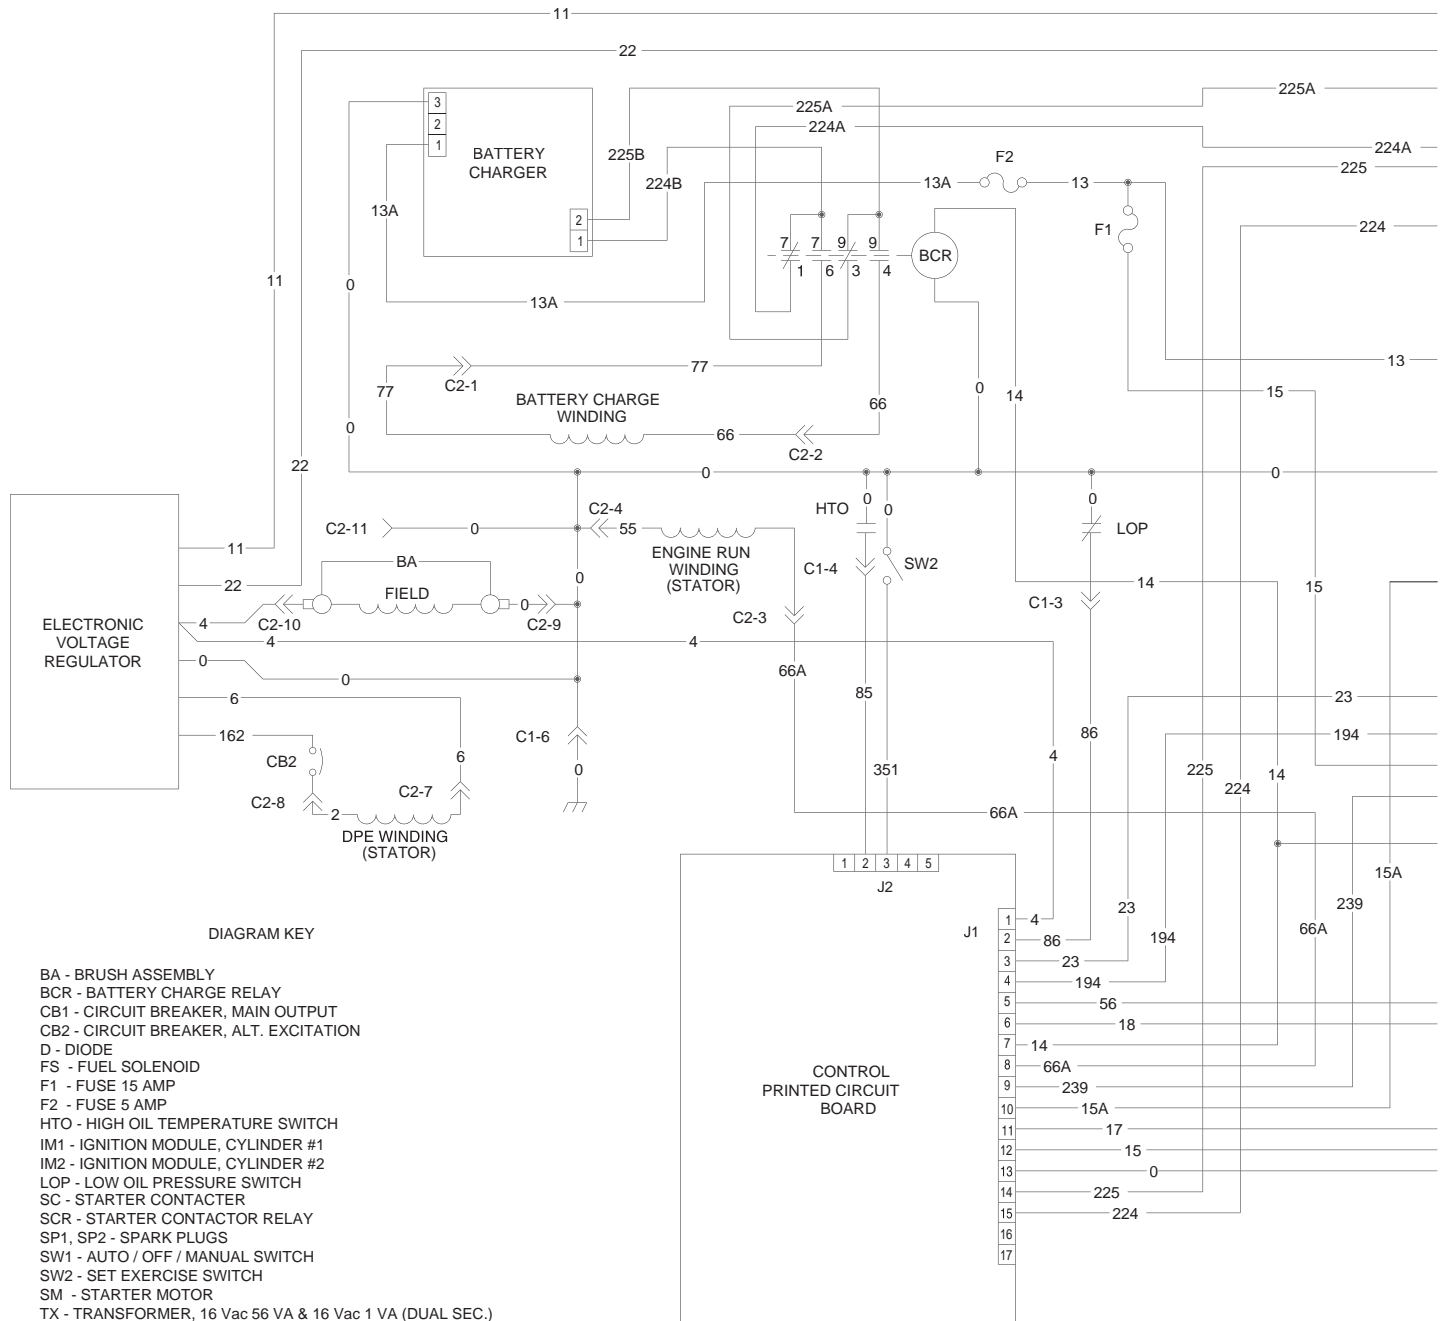 11
22
225A
225A
224A
224A
225
3
2
1
BATTERY
CHARGER
2
1
225B
224B
13A
F2
13
F1
224
13A
7 7 9 9
1 6 3 4
BCR
11
0
13A
77
C2-1
77
13
15
0
14
BATTERY CHARGE
WINDING
66
66
C2-2
0
22
0
0
C2-11
0
C2-4
55
ENGINE RUN
WINDING
(STATOR)
HTO
0
0
0
LOP
C1-4
SW2
C1-3
14
15
11
22
4
0
6
162
ELECTRONIC
VOLTAGE
REGULATOR
BA
FIELD
C2-10
0
C2-9
0
4
4
0
C2-3
66A
85
351
86
4
23
194
225
224
14
C1-6
0
CB2
C2-8
2
C2-7
6
DPE WINDING
(STATOR)
66A
15A
239
66A
23
194
1 2 3 4 5
J2
J1
1 4
2 86
3 23
4 194
5 56
6 18
7 14
8 66A
9 239
10 15A
11 17
12 15
13 0
14 225
15 224
16
17
CONTROL
PRINTED CIRCUIT
BOARD
DIAGRAM KEY
BA - BRUSH ASSEMBLY
BCR - BATTERY CHARGE RELAY
CB1 - CIRCUIT BREAKER, MAIN OUTPUT
CB2 - CIRCUIT BREAKER, ALT. EXCITATION
D - DIODE
FS - FUEL SOLENOID
F1 - FUSE 15 AMP
F2 - FUSE 5 AMP
HTO - HIGH OIL TEMPERATURE SWITCH
IM1 - IGNITION MODULE, CYLINDER #1
IM2 - IGNITION MODULE, CYLINDER #2
LOP - LOW OIL PRESSURE SWITCH
SC - STARTER CONTACTER
SCR - STARTER CONTACTOR RELAY
SP1, SP2 - SPARK PLUGS
SW1 - AUTO / OFF / MANUAL SWITCH
SW2 - SET EXERCISE SWITCH
SM - STARTER MOTOR
TX - TRANSFORMER, 16 Vac 56 VA & 16 Vac 1 VA (DUAL SEC.)